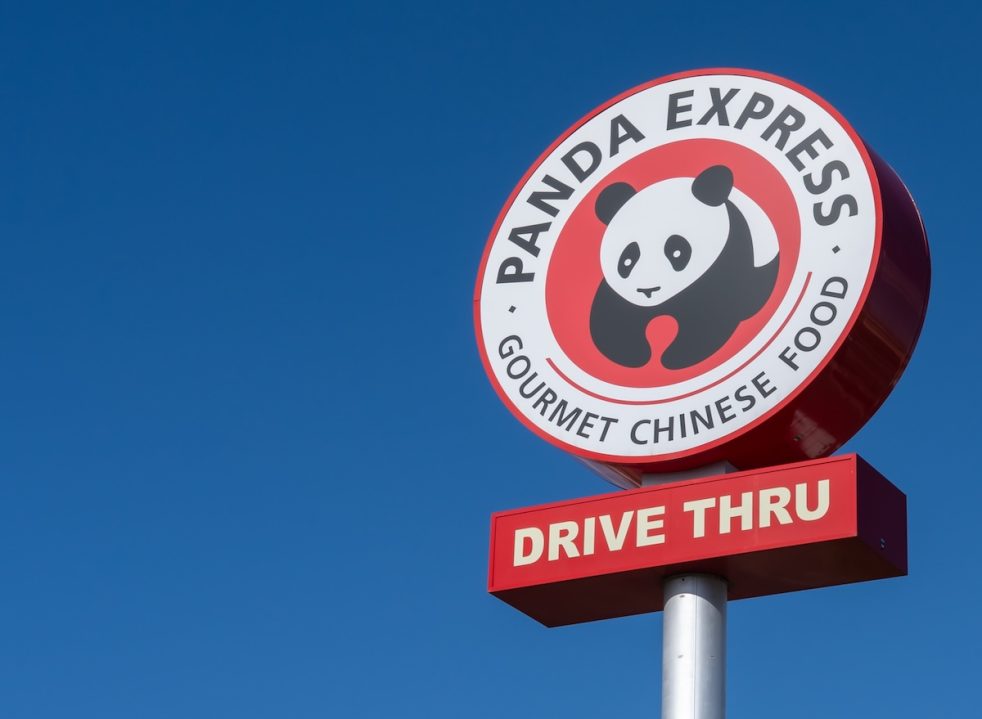 PANDA EXPRESS
GOURMET CHINESE FOOD
DRIVE THRU